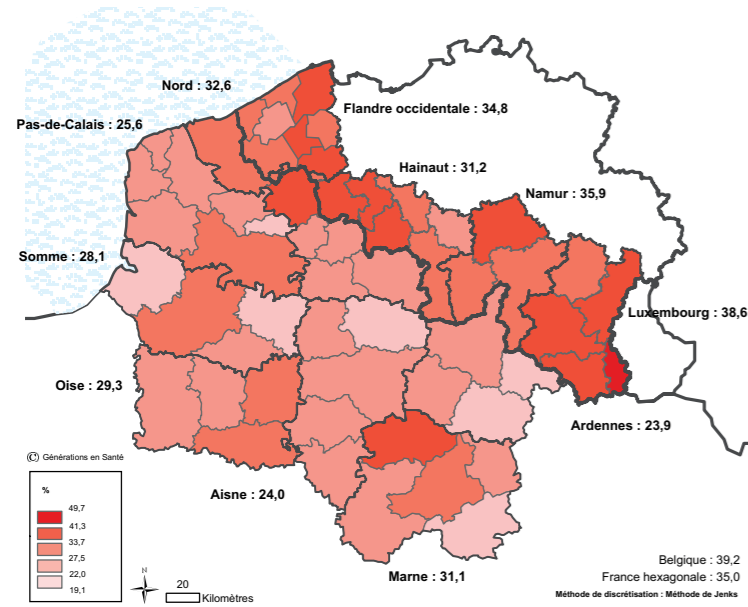 Nord : 32,6
Flandre occidentale : 34,8
Pas-de-Calais : 25,6
Hainaut : 31,2
Namur : 35,9
Somme : 28,1
Luxembourg : 38,6
Oise : 29,3
Ardennes : 23,9
© Générations en Santé
Aisne : 24,0
%
49,7
41,3
33,7
27,5
22,0
19,1
N
20
Kilomètres
Marne : 31,1
Belgique : 39,2
France hexagonale : 35,0
Méthode de discrétisation : Méthode de Jenks